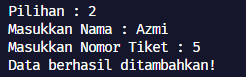 Pilihan : 2
Masukkan Nama : Azmi
Masukkan Nomor Tiket : 5
Data berhasil ditambahkan!